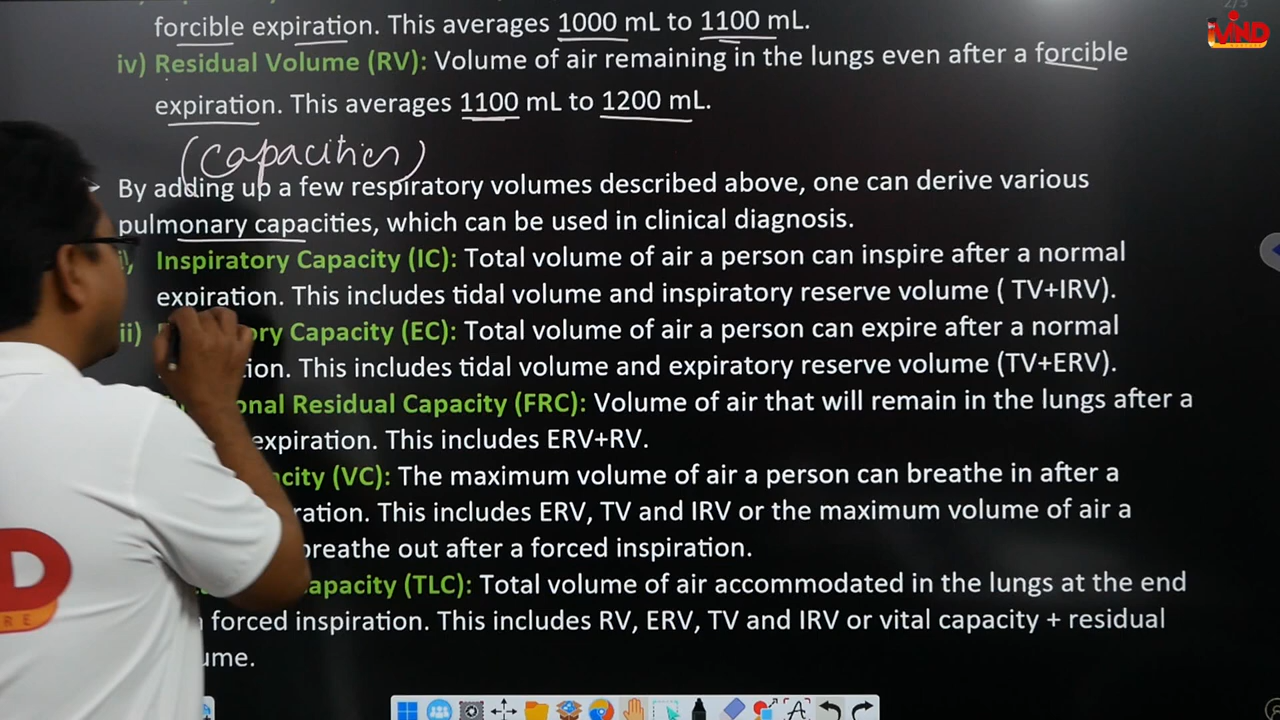 2/3
MIND
forcible expiration. This averages 1000 mL to 1100 mL.
iv) Residual Volume (RV): Volume of air remaining in the lungs even after a forcible
expiration. This averages 1100 mL to 1200 mL.
(Capacities)
By adding up a few respiratory volumes described above, one can derive various
pulmonary capacities, which can be used in clinical diagnosis.
i), Inspiratory Capacity (IC): Total volume of air a person can inspire after a normal
expiration. This includes tidal volume and inspiratory reserve volume ( TV+IRV).
ii) ory Capacity (EC): Total volume of air a person can expire after a normal
ion. This includes tidal volume and expiratory reserve volume (TV+ERV).
onal Residual Capacity (FRC): Volume of air that will remain in the lungs after a
expiration. This includes ERV+RV.
city (VC): The maximum volume of air a person can breathe in after a
ration. This includes ERV, TV and IRV or the maximum volume of air a
breathe out after a forced inspiration.
apacity (TLC): Total volume of air accommodated in the lungs at the end
forced inspiration. This includes RV, ERV, TV and IRV or vital capacity + residual
ume.
D
RE